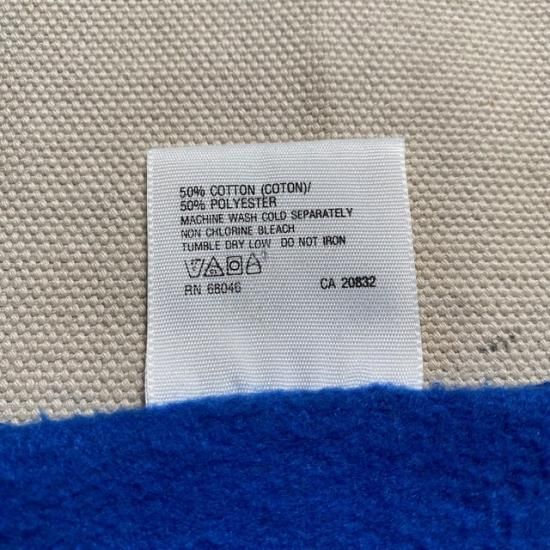 50% COTTON (COTON)/
50% POLYESTER
MACHINE WASH COLD SEPARATELY
NON CHLORINE BLEACH
TUMBLE DRY LOW DO NOT IRON
RN 68046 CA 20832